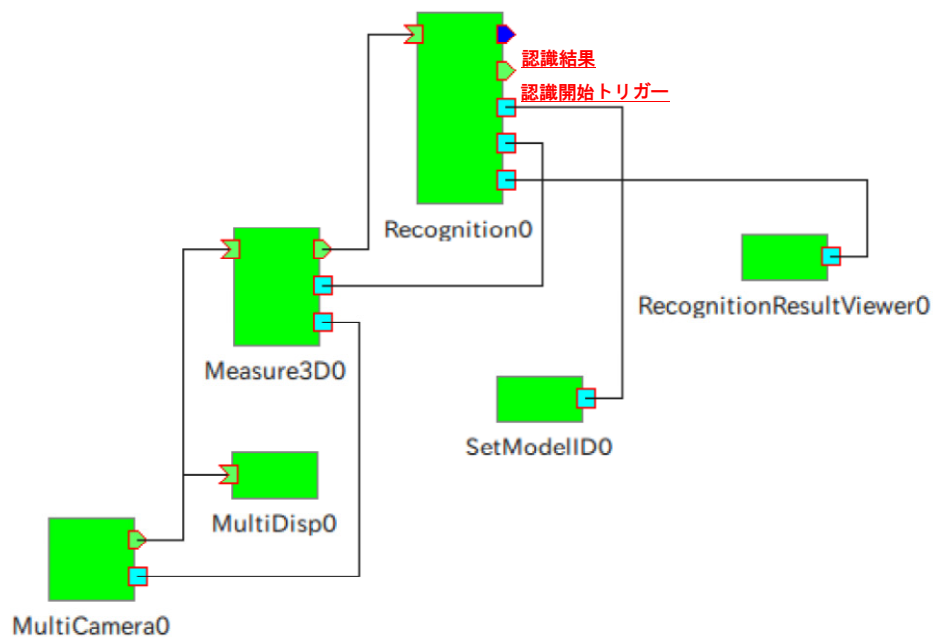 認識結果
認識開始トリガー
Recognition0
RecognitionResultViewer0
Measure3D0
SetModelID0
MultiDisp0
MultiCamera0